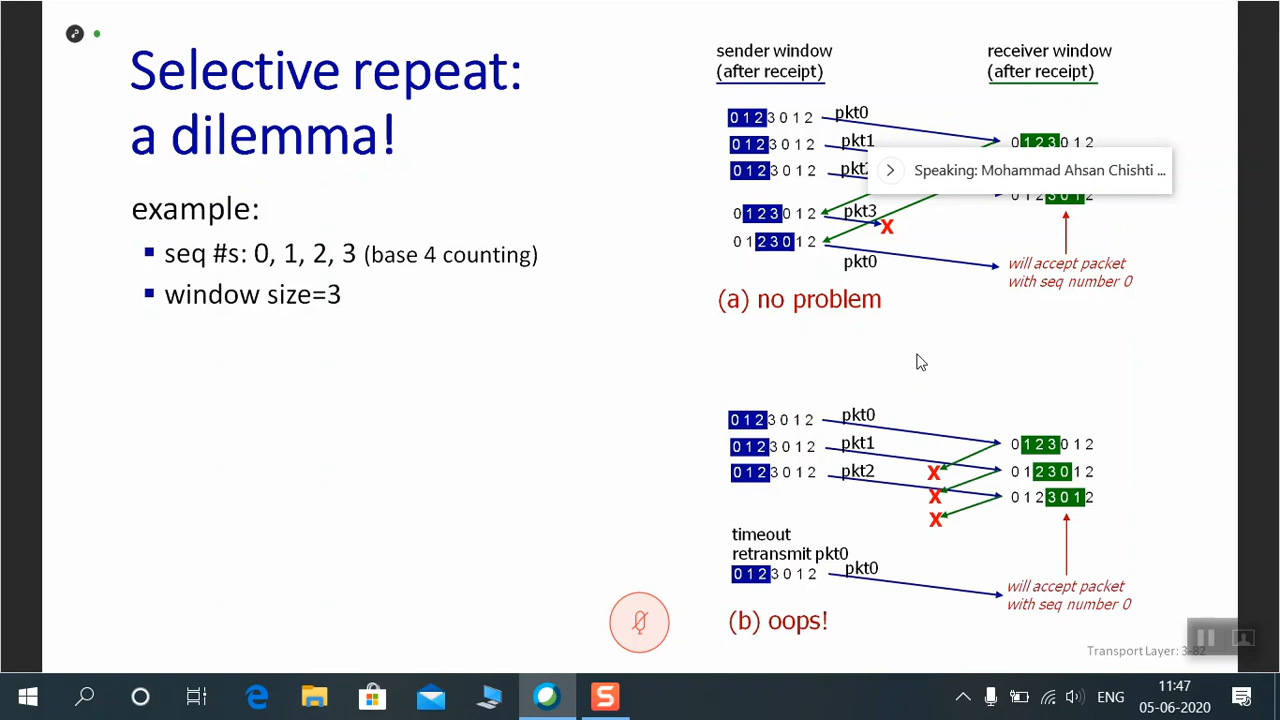 Selective repeat:
a dilemma!
example:
seq #s: 0, 1, 2, 3 (base 4 counting)
window size=3
sender window
(after receipt)
receiver window
(after receipt)
0 1 2 3 0 1 2
pkt0
0 1 2 3 0 1 2
pkt1
0 1 2 3 0 1 2
0 1 2 3 0 1 2
Speaking: Mohammad Ahsan Chishti ...
0 1 2 3 0 1 2
0 1 2 3 0 1 2
pkt3
X
0 1 2 3 0 1 2
pkt0
will accept packet
with seq number 0
(a) no problem
0 1 2 3 0 1 2
pkt0
0 1 2 3 0 1 2
0 1 2 3 0 1 2
pkt1
X
0 1 2 3 0 1 2
0 1 2 3 0 1 2
pkt2
X
0 1 2 3 0 1 2
X
timeout
retransmit pkt0
0 1 2 3 0 1 2
pkt0
will accept packet
with seq number 0
(b) oops!
Transport Layer: 3-82
ENG
11:47
05-06-2020